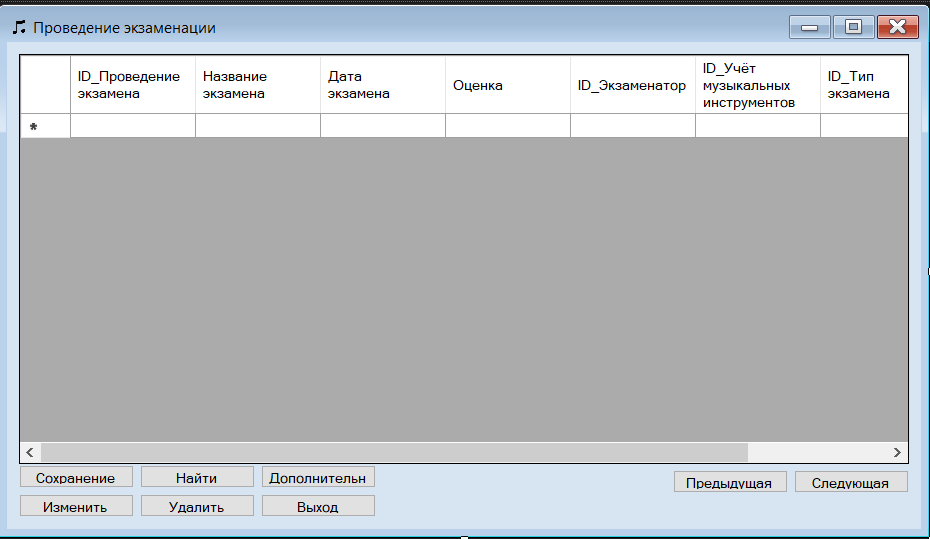 Проведение экзаменации
ID_Проведение
экзамена
Название
экзамена
Дата
экзамена
Оценка
ID_Экзаменатор
ID_Учёт
музыкальных
инструментов
ID_Тип
экзамена
*
Сохранение
Найти
Дополнительн
Предыдущая
Следующая
Изменить
Удалить
Выход